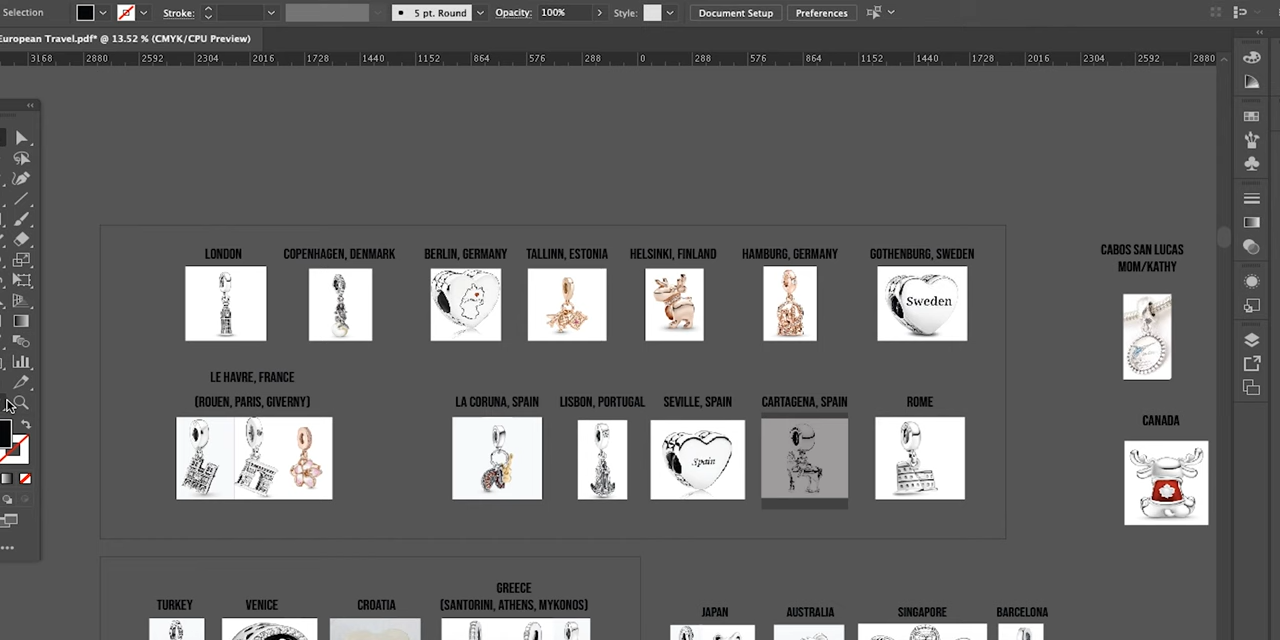 Selection
Stroke:
5 pt. Round
Opacity:
100%
Style:
Document Setup
Preferences
European Travel.pdf* @ 13.52 % (CMYK/CPU Preview)
3168 2880 2592 2304 2016 1728 1440 1152 864 576 288 0 288 576 864 1152 1440 1728 2016 2304 2592 2880
LONDON
COPENHAGEN, DENMARK
BERLIN, GERMANY
TALLINN, ESTONIA
HELSINKI, FINLAND
HAMBURG, GERMANY
GOTHENBURG, SWEDEN
Sweden
CABOS SAN LUCAS
MOM/KATHY
LE HAVRE, FRANCE
(ROUEN, PARIS, GIVERNY)
LA CORUNA, SPAIN
LISBON, PORTUGAL
SEVILLE, SPAIN
CARTAGENA, SPAIN
ROME
Spain
CANADA
TURKEY
VENICE
CROATIA
GREECE
(SANTORINI, ATHENS, MYKONOS)
JAPAN
AUSTRALIA
SINGAPORE
BARCELONA